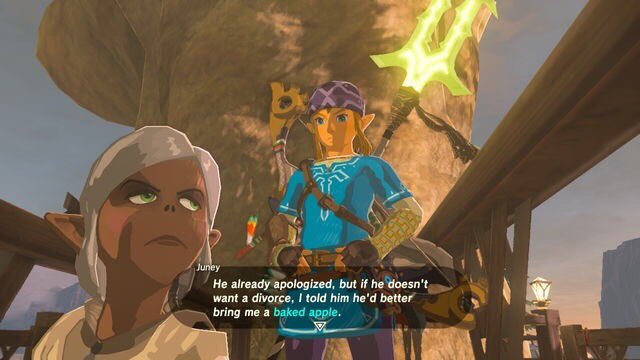 Juney
He already apologized, but if he doesn't
want a divorce, I told him he'd better
bring me a baked apple.